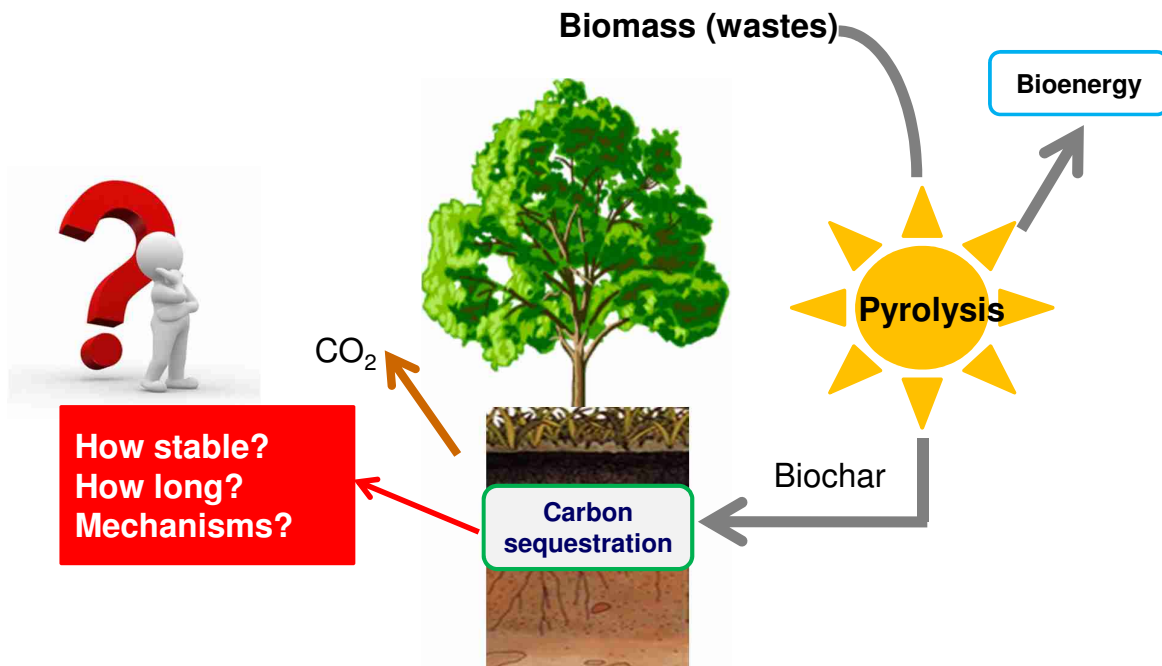 Biomass (wastes)
Bioenergy
Pyrolysis
CO₂
How stable?
How long?
Mechanisms?
Biochar
Carbon
sequestration